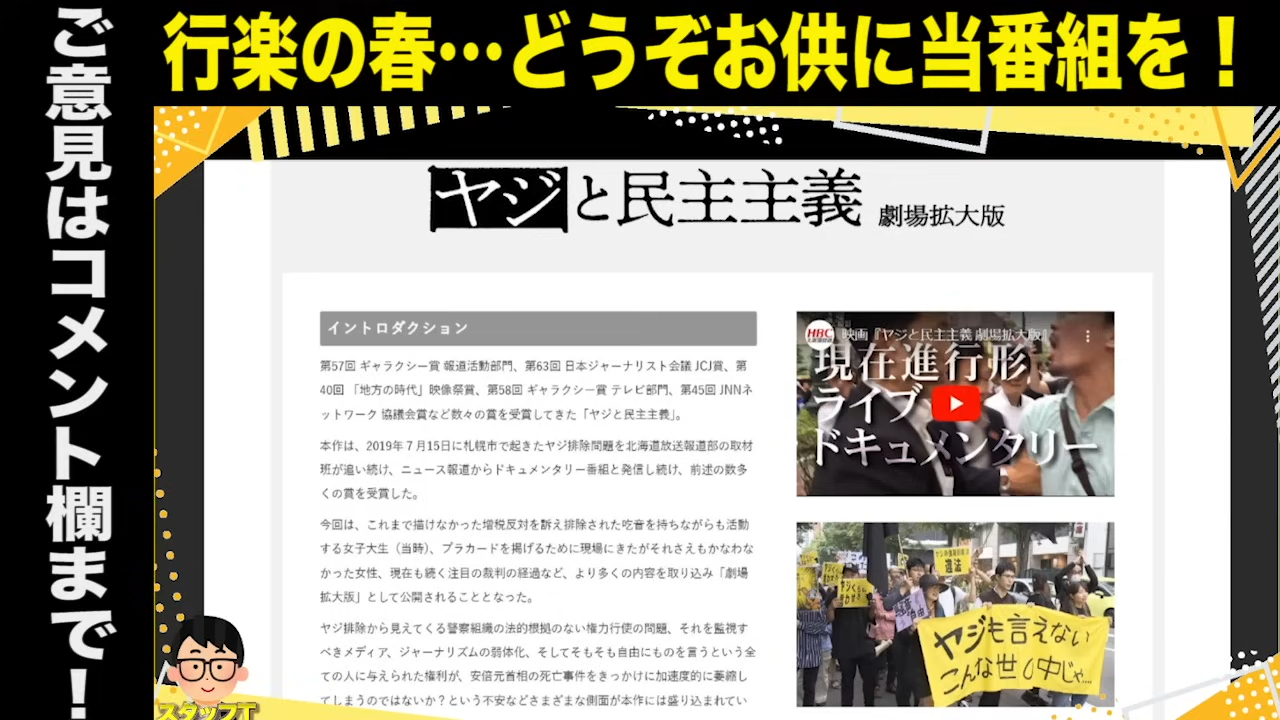 行楽の春…どうぞお供に当番組を！
ご意見はコメント欄まで！
ヤジと民主主義 劇場拡大版
イントロダクション
第57回 ギャラクシー賞 報道活動部門、第63回 日本ジャーナリスト会議 JCJ賞、第
40回 「地方の時代」映像祭賞、第58回 ギャラクシー賞 テレビ部門、第45回 JNNネ
ットワーク 協議会賞など数々の賞を受賞してきた「ヤジと民主主義」。
本作は、2019年７月15日に札幌市で起きたヤジ排除問題を北海道放送報道部の取材
班が追い続け、ニュース報道からドキュメンタリー番組と発信し続け、前述の数多
くの賞を受賞した。
今回は、これまで描けなかった増税反対を訴え排除された吃音を持ちながらも活動
する女子大生（当時）、プラカードを掲げるために現場にきたがそれさえもかなわな
かった女性、現在も続く注目の裁判の経過など、より多くの内容を取り込み「劇場
拡大版」として公開されることとなった。
ヤジ排除から見えてくる警察組織の法的根拠のない権力行使の問題、それを監視す
べきメディア、ジャーナリズムの弱体化、そしてそもそも自由にものを言うという全
ての人に与えられた権利が、安倍元首相の死亡事件をきっかけに加速度的に萎縮し
てしまうのではないか？という不安などさまざまな側面が本作には盛り込まれてい
HBC
映画『ヤジと民主主義 劇場拡大版』
現在進行形
ライブ
ドキュメンタリー
違法
ヤジも言えない
こんな世の中じゃ…
スタッフT